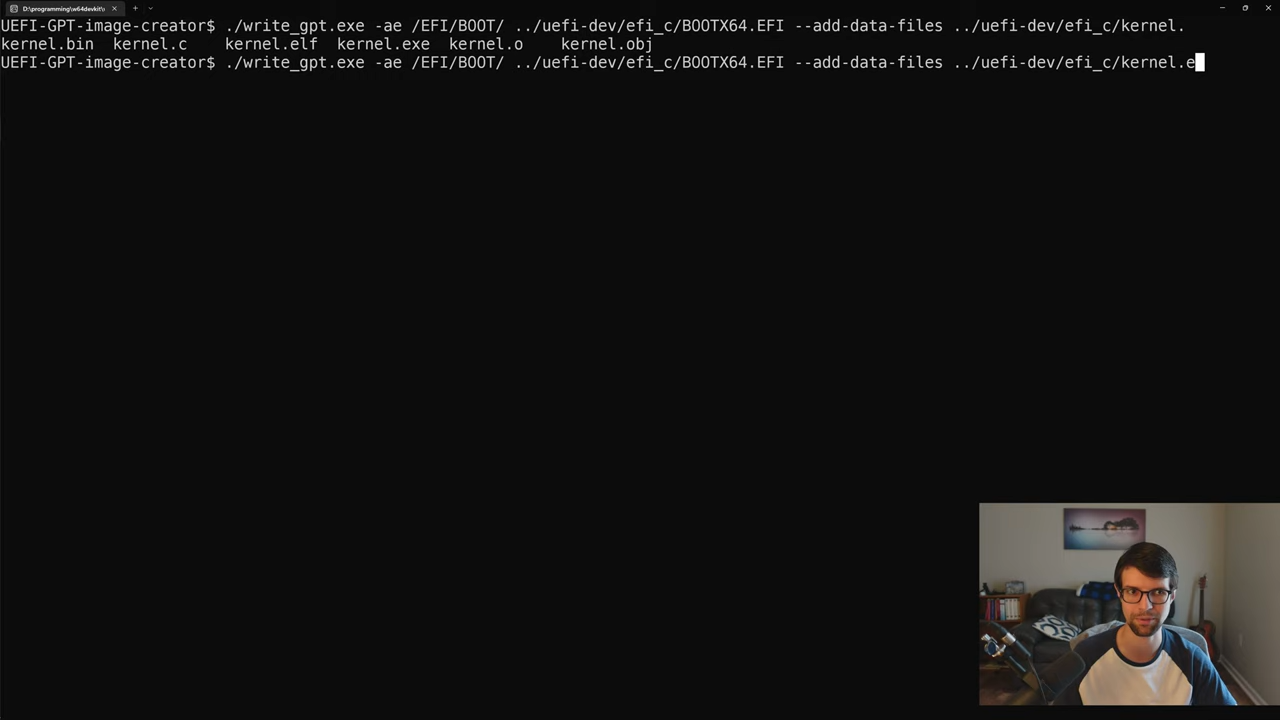 D:\programming\w64devkit\
UEFI-GPT-image-creator$ ./write_gpt.exe -ae /EFI/BOOT/ ../uefi-dev/efi_c/BOOTX64.EFI --add-data-files ../uefi-dev/efi_c/kernel.
kernel.bin  kernel.c    kernel.elf  kernel.exe  kernel.o    kernel.obj
UEFI-GPT-image-creator$ ./write_gpt.exe -ae /EFI/BOOT/ ../uefi-dev/efi_c/BOOTX64.EFI --add-data-files ../uefi-dev/efi_c/kernel.e